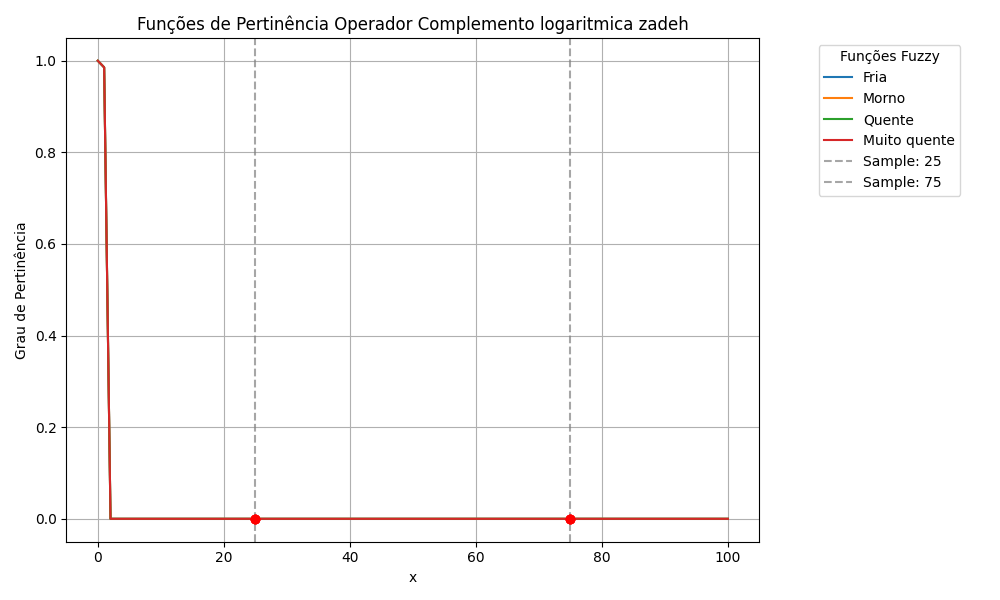 Funções de Pertinência Operador Complemento logaritmica zadeh
Grau de Pertinência
1.0
0.8
0.6
0.4
0.2
0.0
0
20
40
60
80
100
x
Funções Fuzzy
Fria
Morno
Quente
Muito quente
Sample: 25
Sample: 75